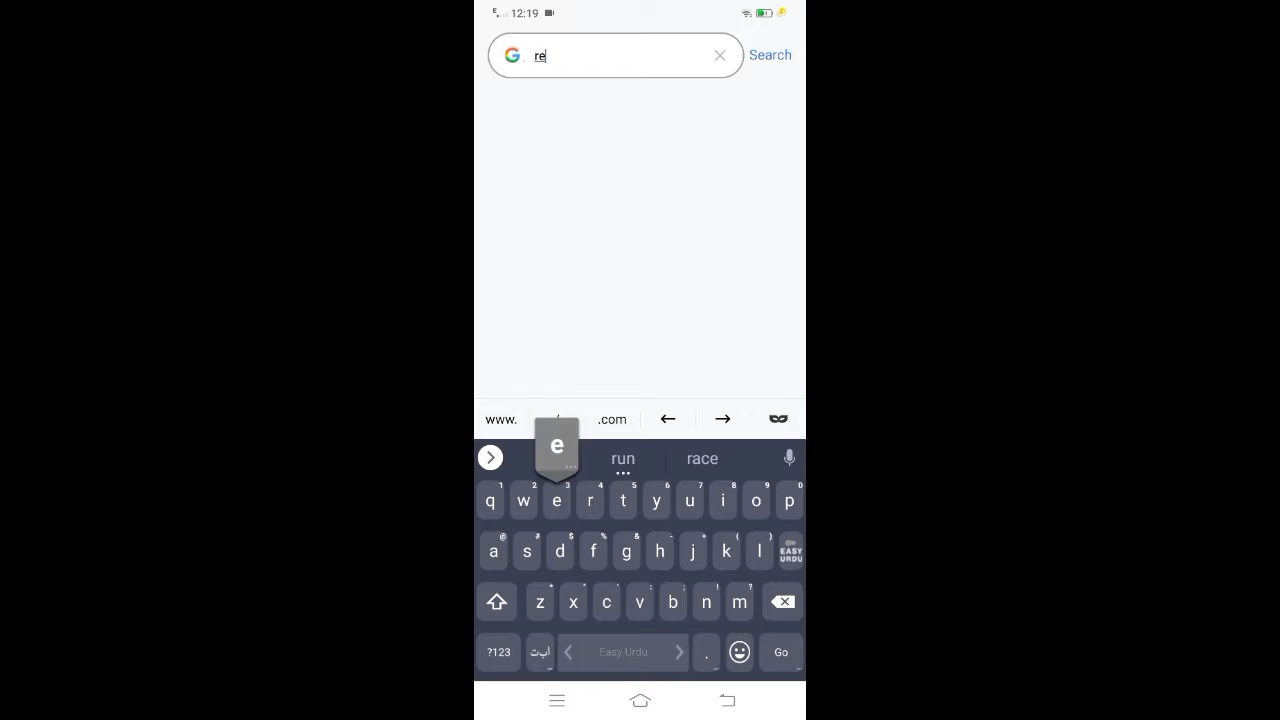 E 12:19
G re Search
www. / .com ← →
e
run race
1 2 3 4 5 6 7 8 9 0
q w e r t y u i o p
@ # $ % & - + ( )
a s d f g h j k l EASY URDU
* " ' : ; ! ?
z x c v b n m
?123 ابت Easy Urdu . Go